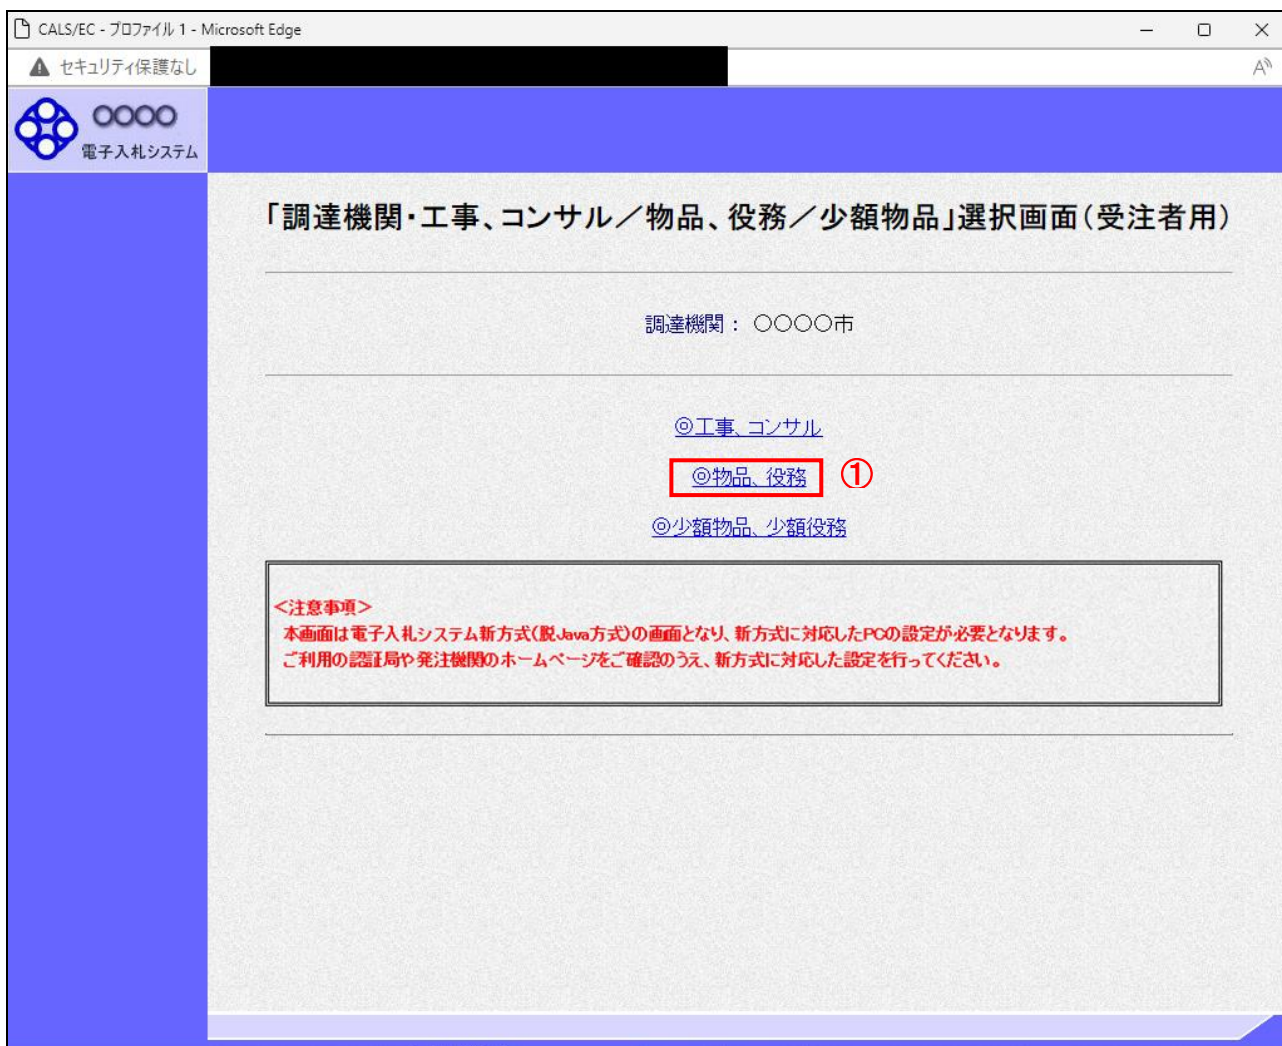 CALS/EC - プロファイル 1 - Microsoft Edge
セキュリティ保護なし
〇〇〇〇
電子入札システム
「調達機関・工事、コンサル／物品、役務／少額物品」選択画面（受注者用）
調達機関： 〇〇〇〇市
◎工事、コンサル
◎物品、役務 ①
◎少額物品、少額役務
＜注意事項＞
本画面は電子入札システム新方式(脱Java方式)の画面となり、新方式に対応したPCの設定が必要となります。
ご利用の認証局や発注機関のホームページをご確認のうえ、新方式に対応した設定を行ってください。